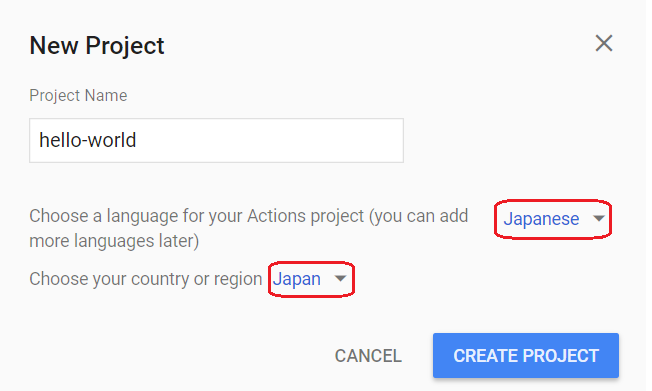 New Project
Project Name
hello-world
Choose a language for your Actions project (you can add
more languages later)
Japanese
Choose your country or region Japan
CANCEL
CREATE PROJECT